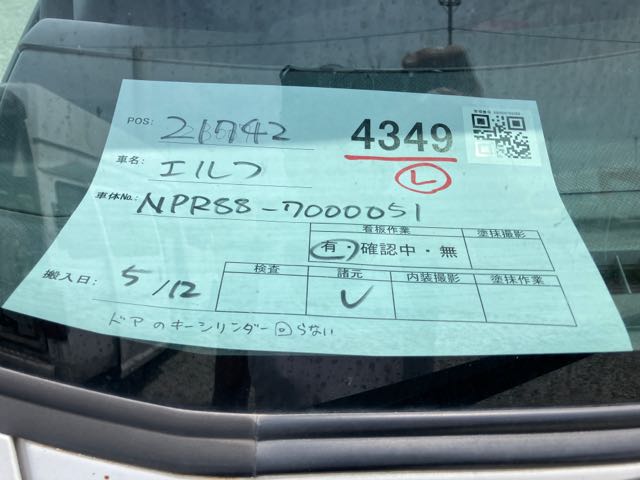 POS: 21742
4349
車名: エルフ
レ
車体No.: NPR88-7000051
看板作業 塗抹撮影
有・確認中・無
搬入日: 5/12
検査 諸元 内装撮影 塗抹作業
レ
ドアのキーシリンダー回らない